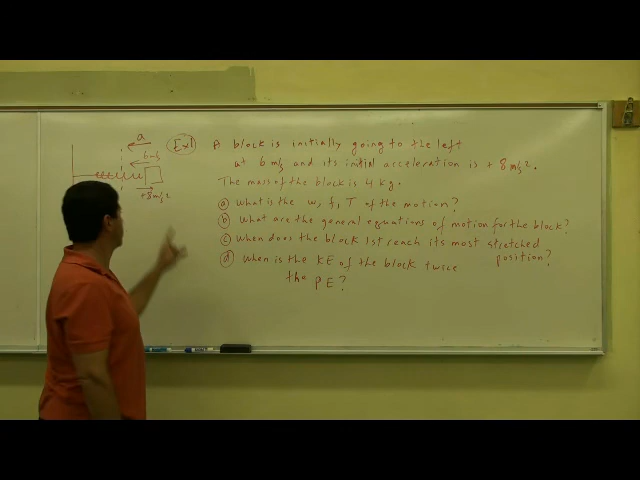 a
6 m/s
+8 m/s²
Ex1 A block is initially going to the left
at 6 m/s and its initial acceleration is + 8 m/s².
The mass of the block is 4 kg.
(a) What is the w, f, T of the motion?
(b) What are the general equations of motion for the block?
(c) When does the block 1st reach its most stretched position?
(d) When is the KE of the block twice
the PE?